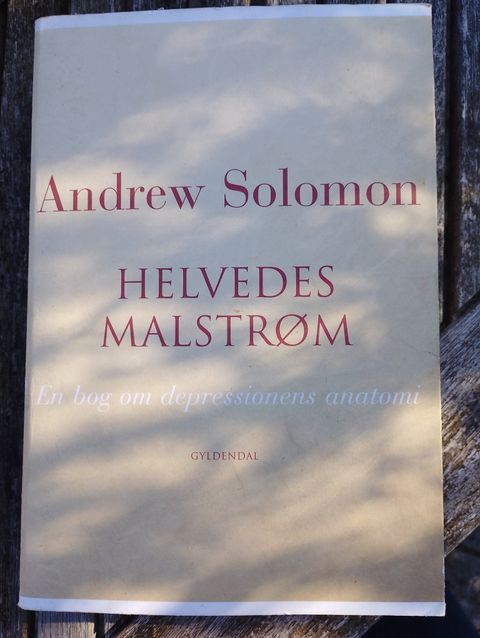 Andrew Solomon
HELVEDES
MALSTRØM
En bog om depressionens anatomi
GYLDENDAL